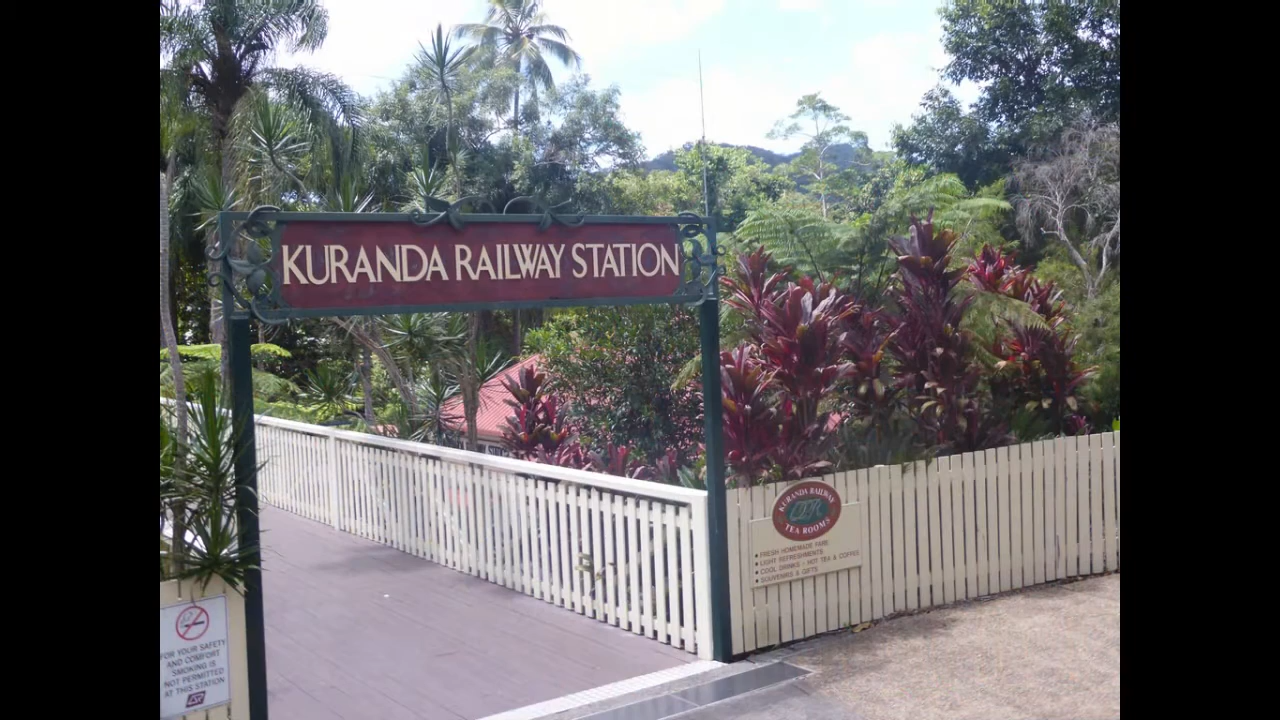 KURANDA RAILWAY STATION
KURANDA RAILWAY
TEA ROOMS
• FRESH HOMEMADE FARE
• LIGHT REFRESHMENTS
• COOL DRINKS - HOT TEA & COFFEE
• SOUVENIRS & GIFTS
FOR YOUR SAFETY
AND COMFORT
SMOKING IS
NOT PERMITTED
AT THIS STATION